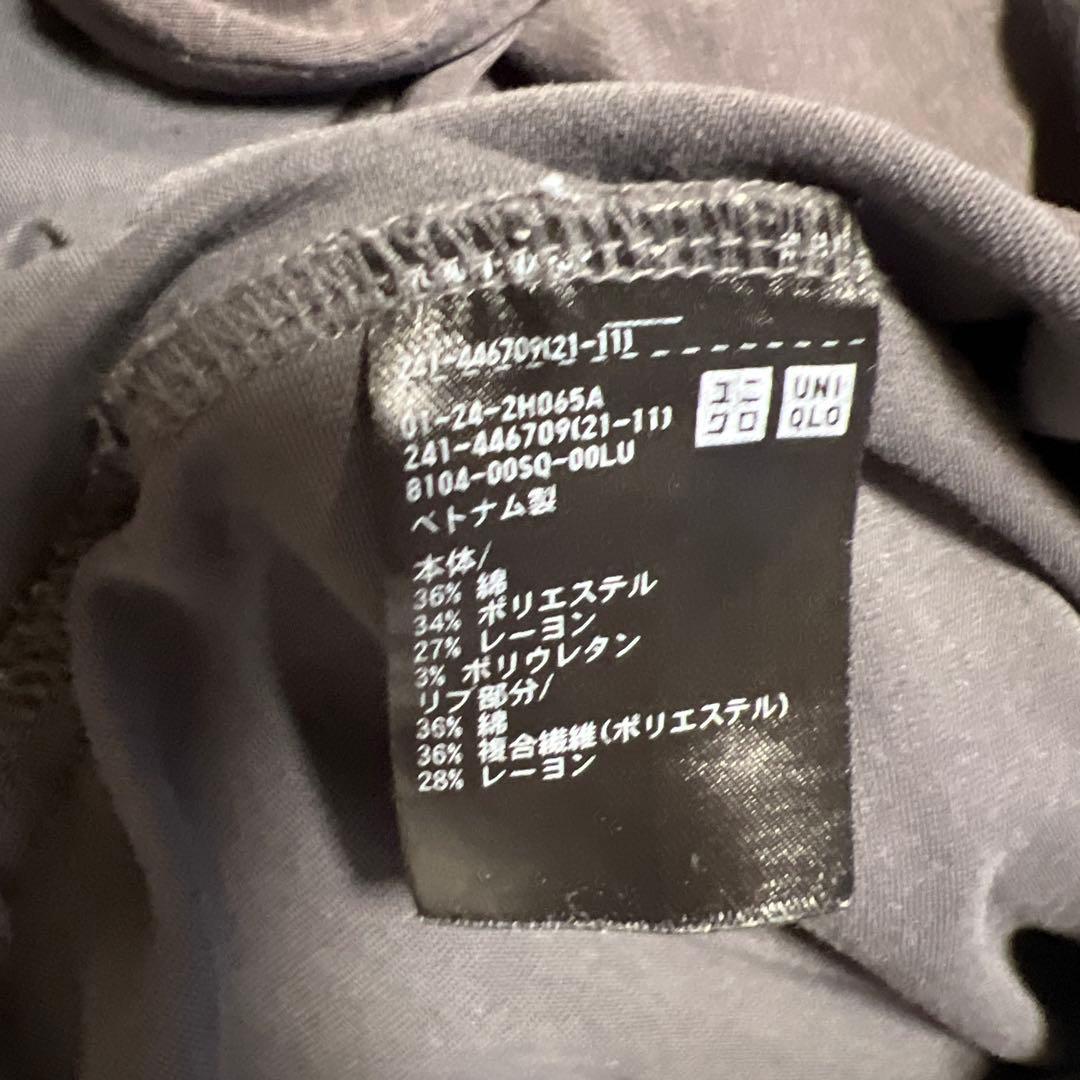 241-446709(21-11)
01-24-2H065A
241-446709(21-11)
8104-00SQ-00LU
ベトナム製
ユニクロ
UNIQLO
本体/
36% 綿
34% ポリエステル
27% レーヨン
3% ポリウレタン
リブ部分/
36% 綿
36% 複合繊維(ポリエステル)
28% レーヨン